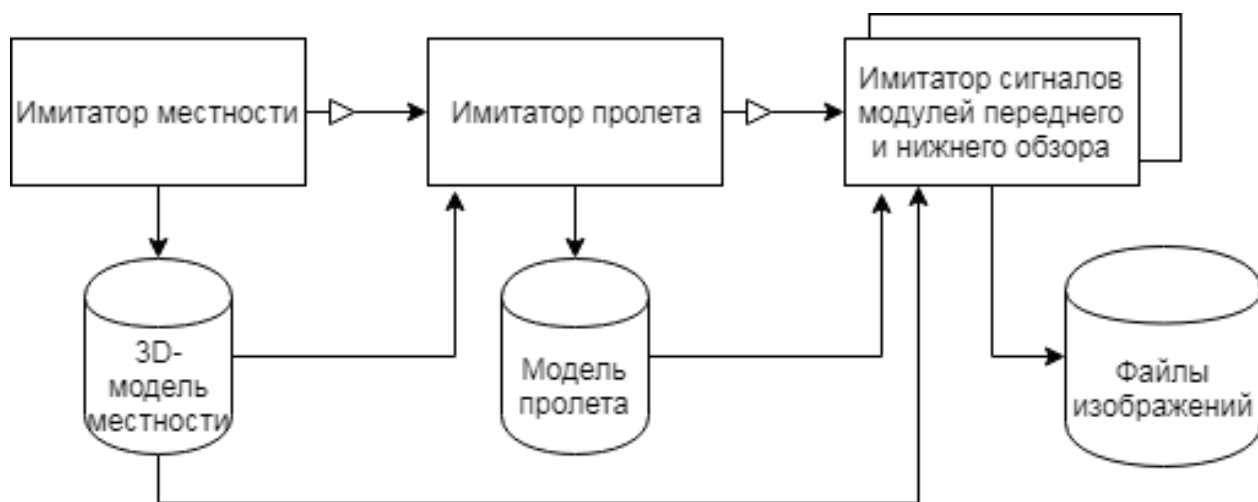 Имитатор местности
Имитатор пролета
Имитатор сигналов
модулей переднего
и нижнего обзора
3D-
модель
местности
Модель
пролета
Файлы
изображений